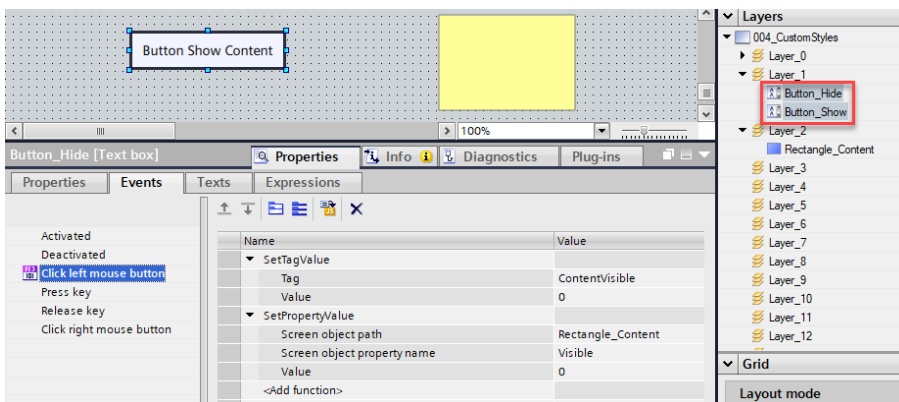 Layers
004_CustomStyles
Button Show Content
Layer_0
Layer_1
Button_Hide
Button_Show
100%
Layer_2
Button_Hide [Text box]
Properties
Info
Diagnostics
Plug-ins
Rectangle_Content
Layer_3
Properties
Events
Texts
Expressions
Layer_4
Layer_5
Layer_6
Activated
Name
Value
Layer_7
Deactivated
SetTagValue
Layer_8
Click left mouse button
Tag
ContentVisible
Layer_9
Press key
Value
0
Layer_10
Release key
SetPropertyValue
Layer_11
Click right mouse button
Screen object path
Rectangle_Content
Layer_12
Screen object property name
Visible
Value
0
Grid
<Add function>
Layout mode